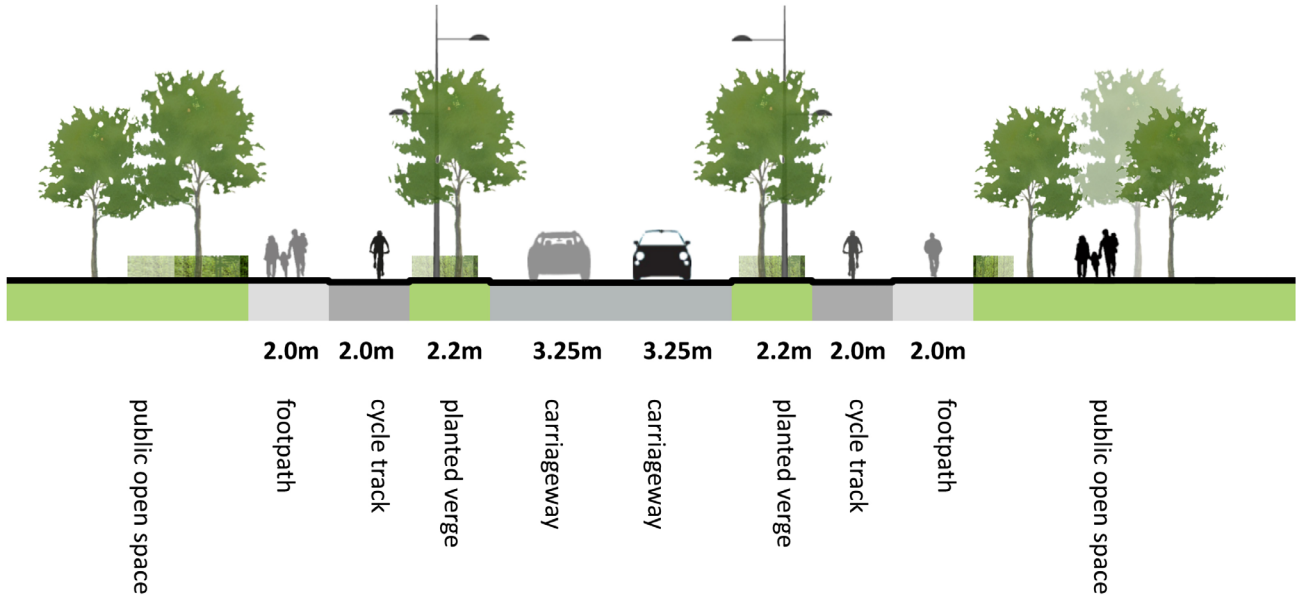 2.0m 2.0m 2.2m 3.25m 3.25m 2.2m 2.0m 2.0m
public open space
footpath
cycle track
planted verge
carriageway
carriageway
planted verge
cycle track
footpath
public open space